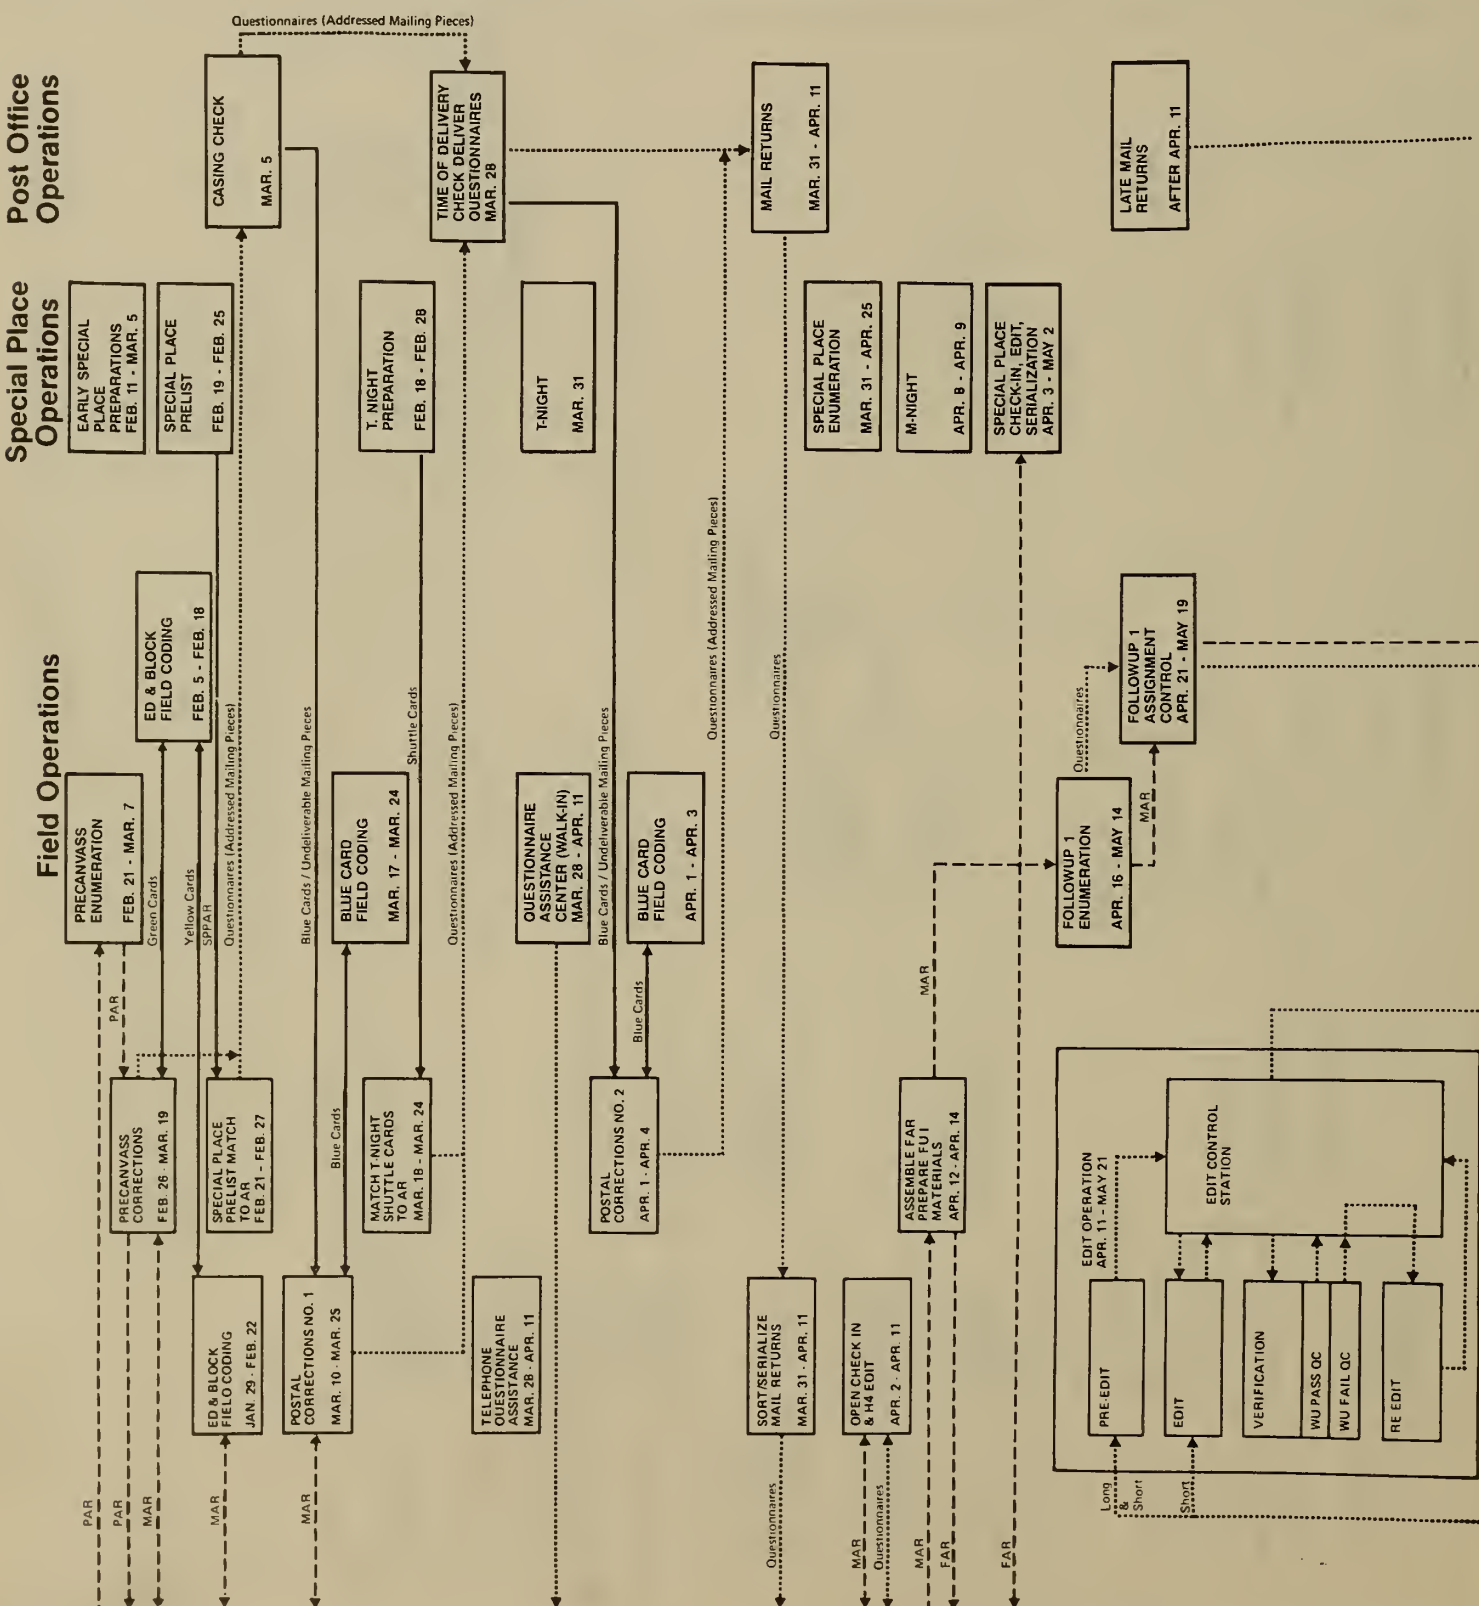 Post Office
Operations
Special Place
Operations
Field Operations
Questionnaires (Addressed Mailing Pieces)
CASING CHECK
MAR. 5
TIME OF DELIVERY
CHECK DELIVER
QUESTIONNAIRES
MAR. 28
MAIL RETURNS
MAR. 31 - APR. 11
LATE MAIL
RETURNS
AFTER APR. 11
EARLY SPECIAL
PLACE
PREPARATIONS
FEB. 11 - MAR. 5
SPECIAL PLACE
PRELIST
FEB. 19 - FEB. 25
T. NIGHT
PREPARATION
FEB. 18 - FEB. 28
T-NIGHT
MAR. 31
SPECIAL PLACE
ENUMERATION
MAR. 31 - APR. 25
M-NIGHT
APR. 8 - APR. 9
SPECIAL PLACE
CHECK-IN, EDIT,
SERIALIZATION
APR. 3 - MAY 2
PRECANVASS
ENUMERATION
FEB. 21 - MAR. 7
ED & BLOCK
FIELD CODING
FEB. 5 - FEB. 18
PAR
Green Cards
Yellow Cards
SPPAR
Questionnaires (Addressed Mailing Pieces)
Blue Cards / Undeliverable Mailing Pieces
BLUE CARD
FIELD CODING
MAR. 17 - MAR. 24
Shuttle Cards
Questionnaires (Addressed Mailing Pieces)
QUESTIONNAIRE
ASSISTANCE
CENTER (WALK-IN)
MAR. 28 - APR. 11
Blue Cards / Undeliverable Mailing Pieces
BLUE CARD
FIELD CODING
APR. 1 - APR. 3
Blue Cards
Questionnaires (Addressed Mailing Pieces)
Questionnaires
MAR
FOLLOWUP 1
ENUMERATION
APR. 16 - MAY 14
Questionnaires
MAR
FOLLOWUP 1
ASSIGNMENT
CONTROL
APR. 21 - MAY 19
PRECANVASS
CORRECTIONS
FEB. 26 - MAR. 19
SPECIAL PLACE
PRELIST MATCH
TO AR
FEB. 21 - FEB. 27
Blue Cards
MATCH T-NIGHT
SHUTTLE CARDS
TO AR
MAR. 18 - MAR. 24
POSTAL
CORRECTIONS NO. 2
APR. 1 - APR. 4
ASSEMBLE FAR
PREPARE FU I
MATERIALS
APR. 12 - APR. 14
ED & BLOCK
FIELD CODING
JAN. 29 - FEB. 22
POSTAL
CORRECTIONS NO. 1
MAR. 10 - MAR. 25
TELEPHONE
QUESTIONNAIRE
ASSISTANCE
MAR. 28 - APR. 11
SORT/SERIALIZE
MAIL RETURNS
MAR. 31 - APR. 11
OPEN CHECK IN
& H4 EDIT
APR. 2 - APR. 11
EDIT OPERATION
APR. 11 - MAY 21
EDIT CONTROL
STATION
PRE-EDIT
EDIT
VERIFICATION
WU PASS QC
WU FAIL QC
RE EDIT
PAR
PAR
MAR
MAR
MAR
Questionnaires
MAR
Questionnaires
MAR
FAR
FAR
Long
&
Short
Short